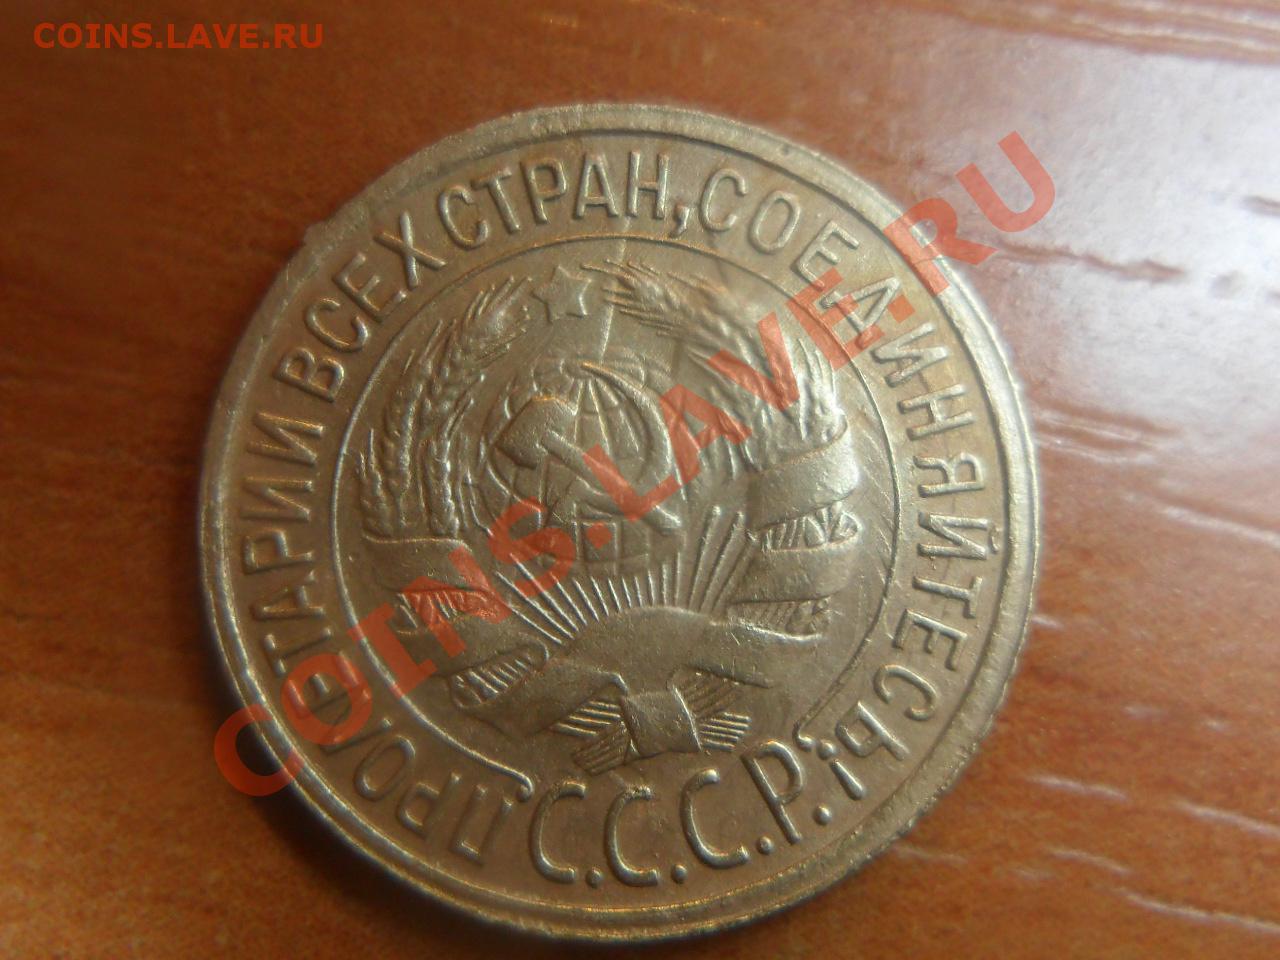 COINS.LAVE.RU
ПРОЛЕТАРИИ ВСЕХ СТРАН, СОЕДИНЯЙТЕСЬ!
С.С.С.Р.
COINS.LAVE.RU